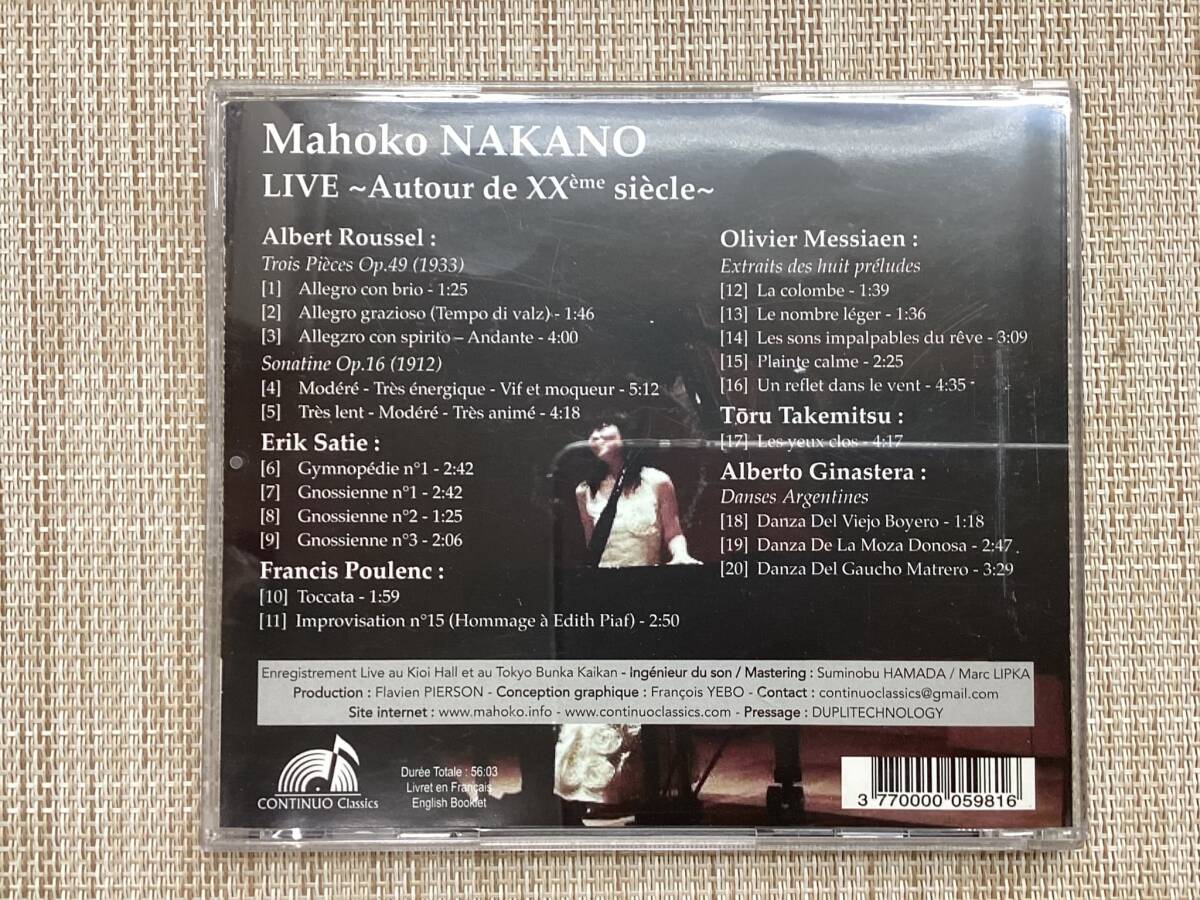 Mahoko NAKANO
LIVE ~Autour de XXème siècle~
Albert Roussel :
Trois Pièces Op.49 (1933)
[1] Allegro con brio - 1:25
[2] Allegro grazioso (Tempo di valz) - 1:46
[3] Allegzro con spirito – Andante - 4:00
Sonatine Op.16 (1912)
[4] Modéré - Très énergique - Vif et moqueur - 5:12
[5] Très lent - Modéré - Très animé - 4:18
Erik Satie :
[6] Gymnopédie n°1 - 2:42
[7] Gnossienne n°1 - 2:42
[8] Gnossienne n°2 - 1:25
[9] Gnossienne n°3 - 2:06
Francis Poulenc :
[10] Toccata - 1:59
[11] Improvisation n°15 (Hommage à Edith Piaf) - 2:50
Olivier Messiaen :
Extraits des huit préludes
[12] La colombe - 1:39
[13] Le nombre léger - 1:36
[14] Les sons impalpables du rêve - 3:09
[15] Plainte calme - 2:25
[16] Un reflet dans le vent - 4:35
Tōru Takemitsu :
[17] Les yeux clos - 4:17
Alberto Ginastera :
Danses Argentines
[18] Danza Del Viejo Boyero - 1:18
[19] Danza De La Moza Donosa - 2:47
[20] Danza Del Gaucho Matrero - 3:29
Enregistrement Live au Kioi Hall et au Tokyo Bunka Kaikan - Ingénieur du son / Mastering : Suminobu HAMADA / Marc LIPKA
Production : Flavien PIERSON - Conception graphique : François YEBO - Contact : continuoclassics@gmail.com
Site internet : www.mahoko.info - www.continuoclassics.com - Pressage : DUPLITECHNOLOGY
CONTINUO Classics
Durée Totale : 56:03
Livret en Français
English Booklet
3 770000 059816